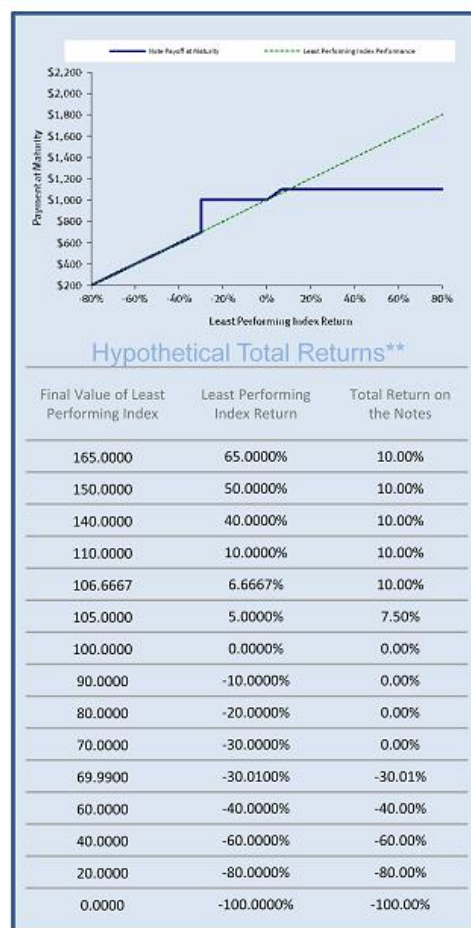 Note Payoff at Maturity Least Performing Index Performance
$2,200
$2,000
$1,800
$1,600
$1,400
$1,200
$1,000
$800
$600
$400
$200
Payment at Maturity
-80% -60% -40% -20% 0% 20% 40% 60% 80%
Least Performing Index Return
Hypothetical Total Returns**
Final Value of Least Performing Index Least Performing Index Return Total Return on the Notes
165.0000 65.0000% 10.00%
150.0000 50.0000% 10.00%
140.0000 40.0000% 10.00%
110.0000 10.0000% 10.00%
106.6667 6.6667% 10.00%
105.0000 5.0000% 7.50%
100.0000 0.0000% 0.00%
90.0000 -10.0000% 0.00%
80.0000 -20.0000% 0.00%
70.0000 -30.0000% 0.00%
69.9900 -30.0100% -30.01%
60.0000 -40.0000% -40.00%
40.0000 -60.0000% -60.00%
20.0000 -80.0000% -80.00%
0.0000 -100.0000% -100.00%